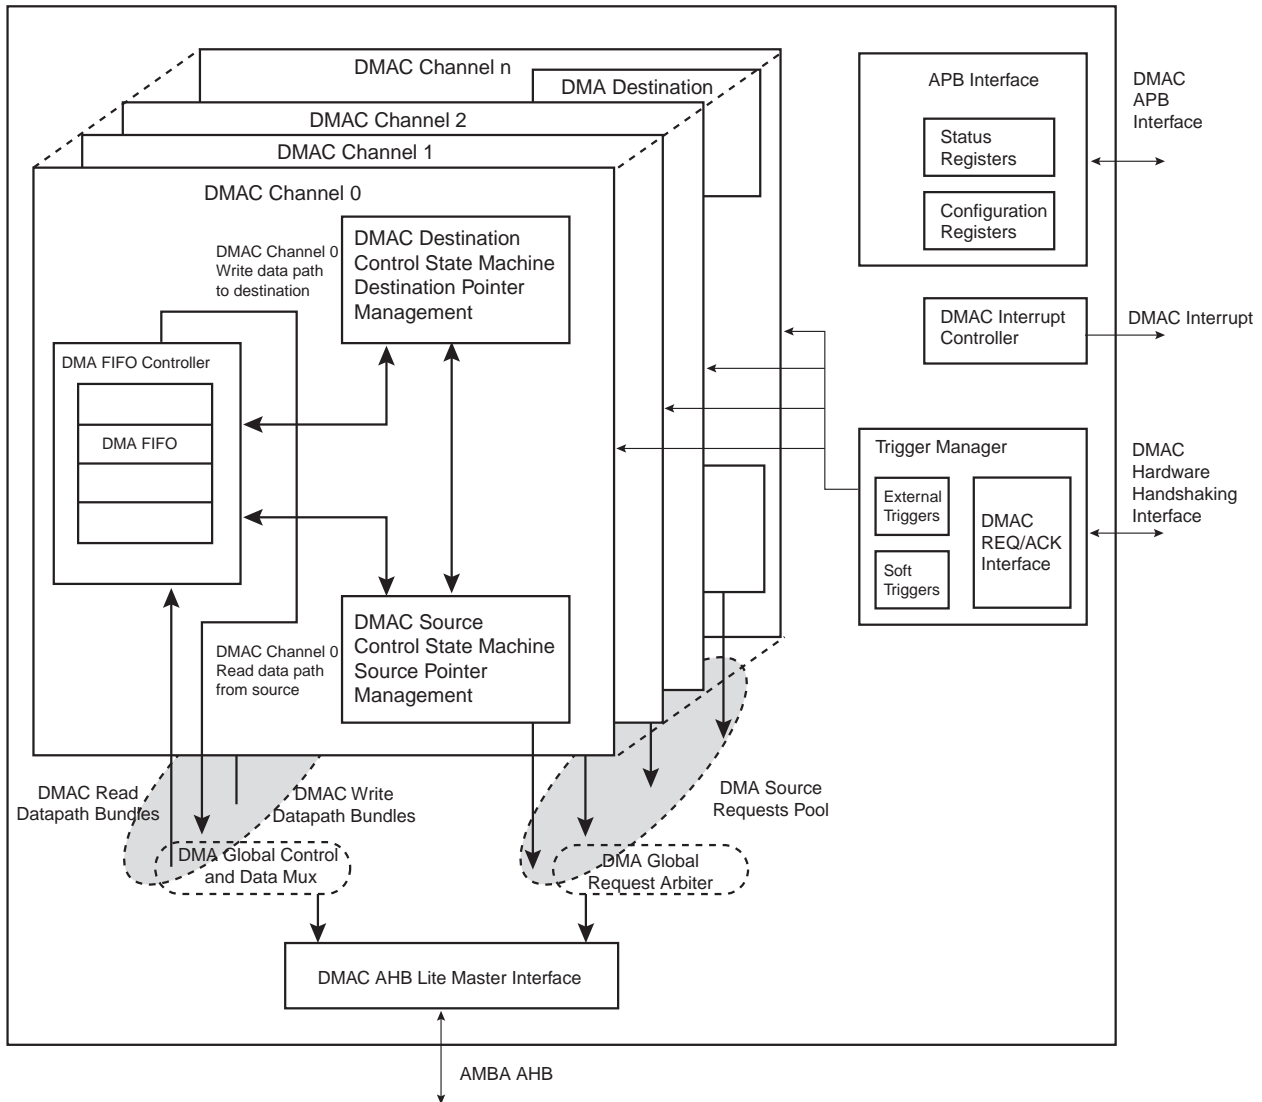 DMAC Channel n
DMA Destination
DMAC Channel 2
DMAC Channel 1
DMAC Channel 0
DMAC Destination
Control State Machine
Destination Pointer
Management
DMAC Channel 0
Write data path
to destination
DMA FIFO Controller
DMA FIFO
DMAC Source
Control State Machine
Source Pointer
Management
DMAC Channel 0
Read data path
from source
APB Interface
Status
Registers
Configuration
Registers
DMAC
APB
Interface
DMAC Interrupt
Controller
DMAC Interrupt
Trigger Manager
External
Triggers
Soft
Triggers
DMAC
REQ/ACK
Interface
DMAC
Hardware
Handshaking
Interface
DMAC Read
Datapath Bundles
DMAC Write
Datapath Bundles
DMA Source
Requests Pool
DMA Global Control
and Data Mux
DMA Global
Request Arbiter
DMAC AHB Lite Master Interface
AMBA AHB